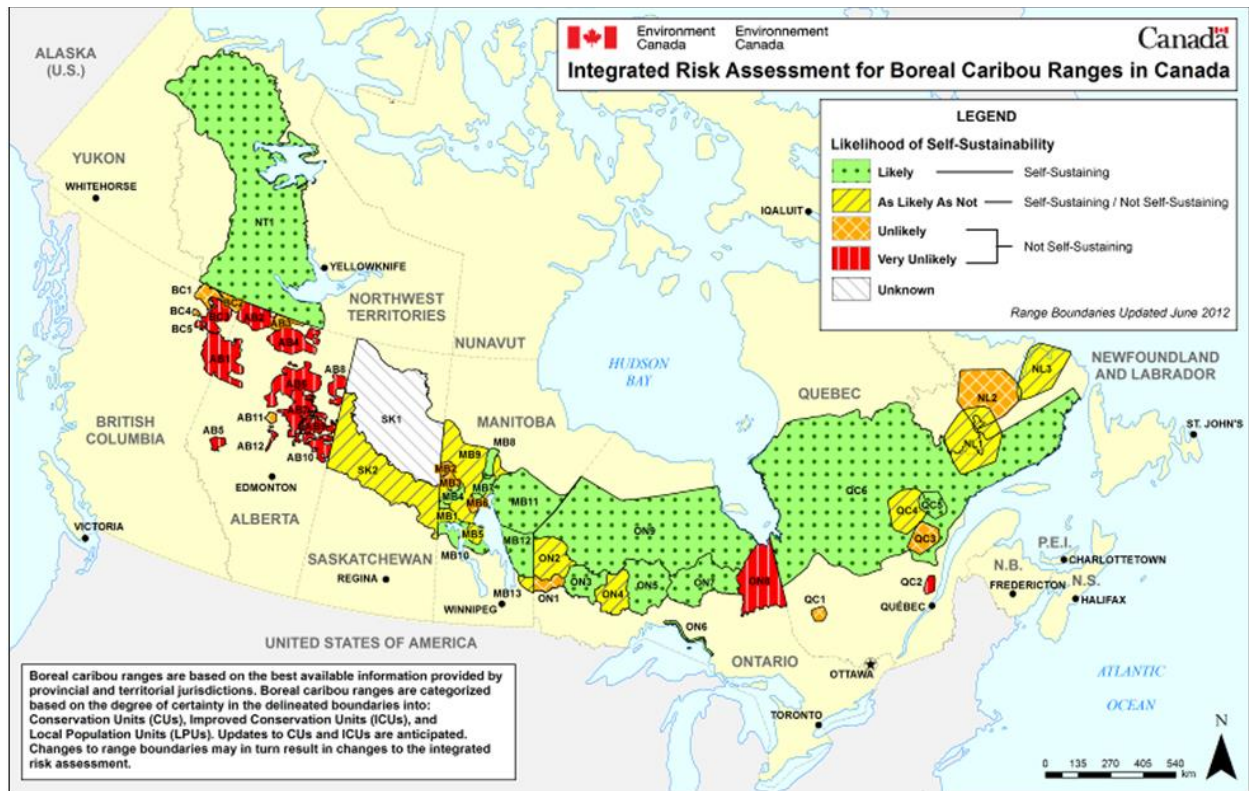 Environment
Canada
Environnement
Canada
Canada
Integrated Risk Assessment for Boreal Caribou Ranges in Canada
LEGEND
Likelihood of Self-Sustainability
Likely
Self-Sustaining
As Likely As Not
Self-Sustaining / Not Self-Sustaining
Unlikely
Not Self-Sustaining
Very Unlikely
Unknown
Range Boundaries Updated June 2012
ALASKA
(U.S.)
YUKON
WHITEHORSE
IQALUIT
NT1
YELLOWKNIFE
NORTHWEST
TERRITORIES
NUNAVUT
BC1
BC2
BC4
BC3
BC5
AB2
AB3
AB4
AB1
AB8
AB6
AB11
AB5
AB12
AB10
HUDSON
BAY
QUEBEC
NEWFOUNDLAND
AND LABRADOR
NL3
NL2
NL1
ST. JOHN'S
BRITISH
COLUMBIA
SK1
MANITOBA
MB8
MB9
MB2
MB3
MB7
MB4
MB6
MB11
MB1
MB5
MB12
MB10
SK2
EDMONTON
ALBERTA
VICTORIA
SASKATCHEWAN
REGINA
WINNIPEG
MB13
ON9
ON2
ON1
ON3
ON4
ON5
ON7
ON8
ON6
QC6
QC4
QC5
QC3
QC2
QC1
P.E.I.
CHARLOTTETOWN
N.B.
FREDERICTON
N.S.
HALIFAX
QUÉBEC
UNITED STATES OF AMERICA
ONTARIO
OTTAWA
TORONTO
ATLANTIC
OCEAN
Boreal caribou ranges are based on the best available information provided by
provincial and territorial jurisdictions. Boreal caribou ranges are categorized
based on the degree of certainty in the delineated boundaries into:
Conservation Units (CUs), Improved Conservation Units (ICUs), and
Local Population Units (LPUs). Updates to CUs and ICUs are anticipated.
Changes to range boundaries may in turn result in changes to the integrated
risk assessment.
N
0 135 270 405 540
km